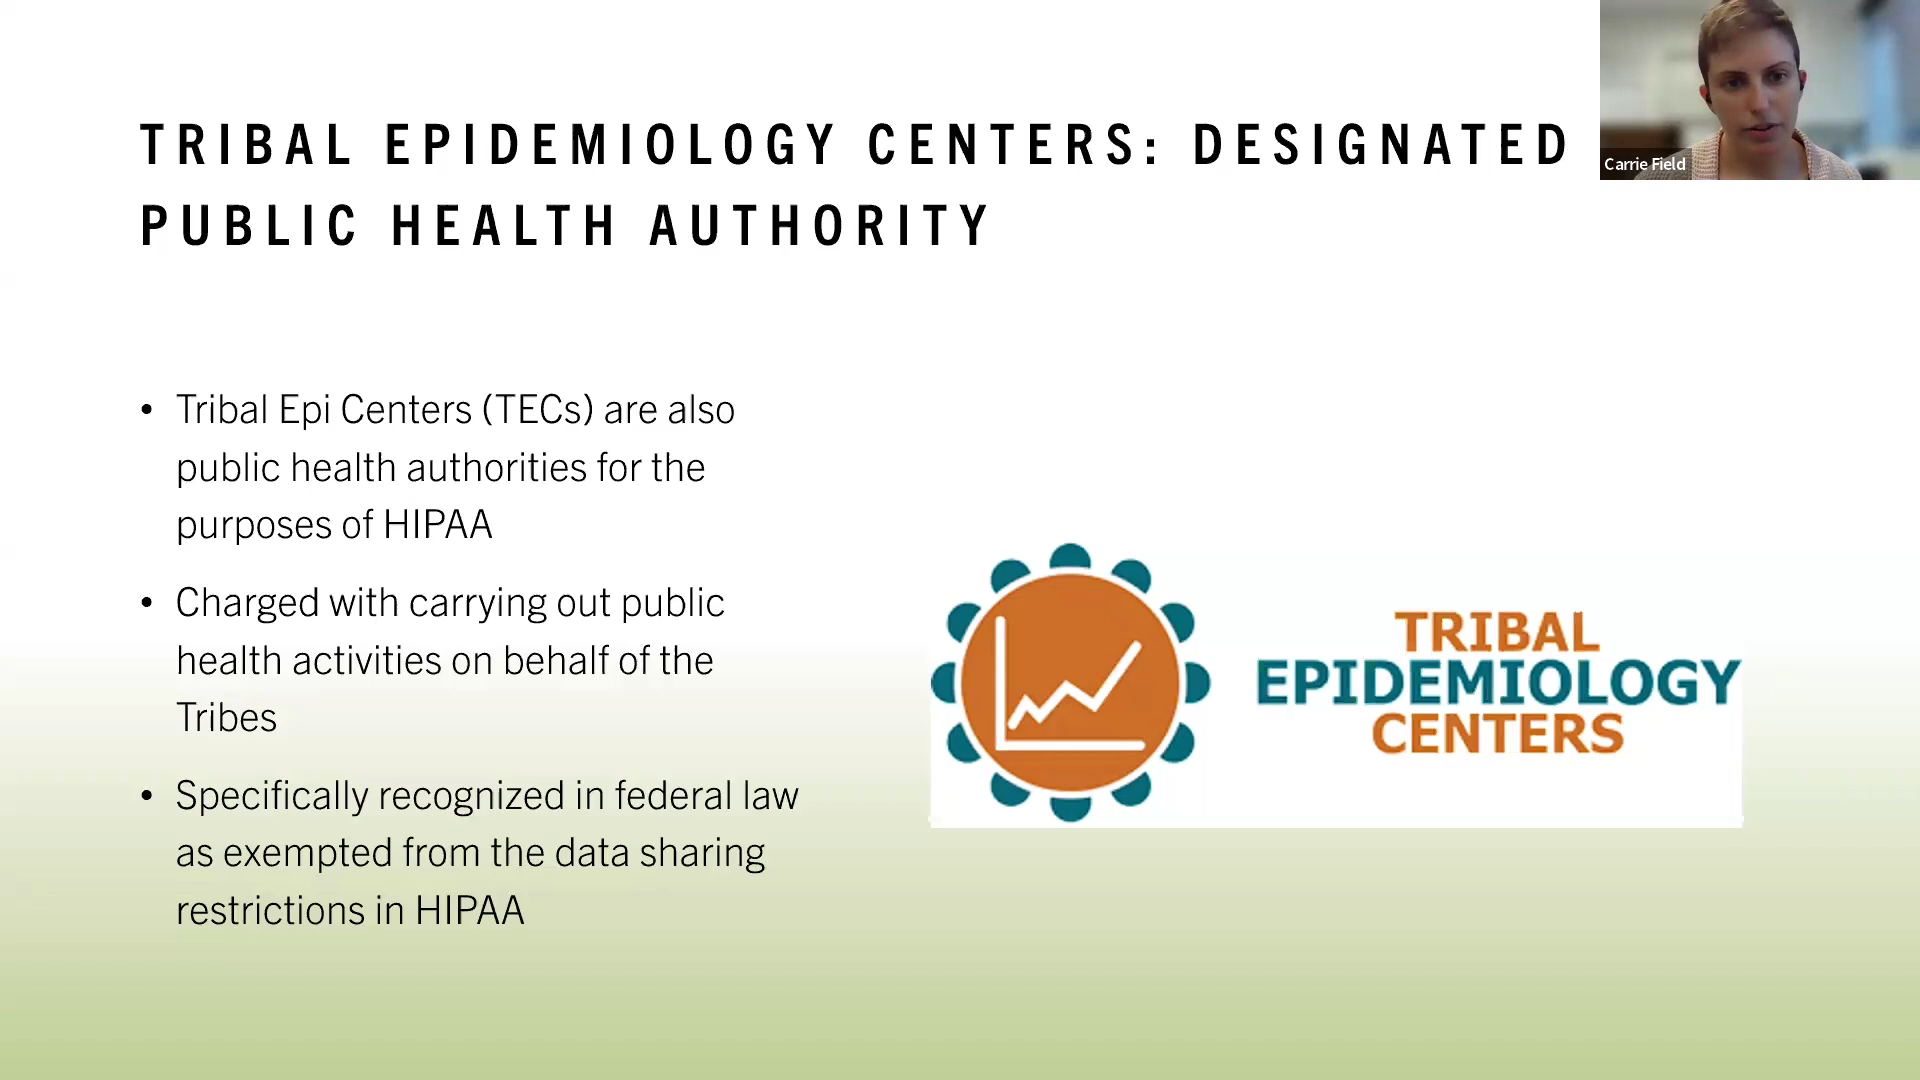 TRIBAL EPIDEMIOLOGY CENTERS: DESIGNATED
PUBLIC HEALTH AUTHORITY
Carrie Field
• Tribal Epi Centers (TECs) are also
public health authorities for the
purposes of HIPAA
• Charged with carrying out public
health activities on behalf of the
Tribes
• Specifically recognized in federal law
as exempted from the data sharing
restrictions in HIPAA
TRIBAL
EPIDEMIOLOGY
CENTERS